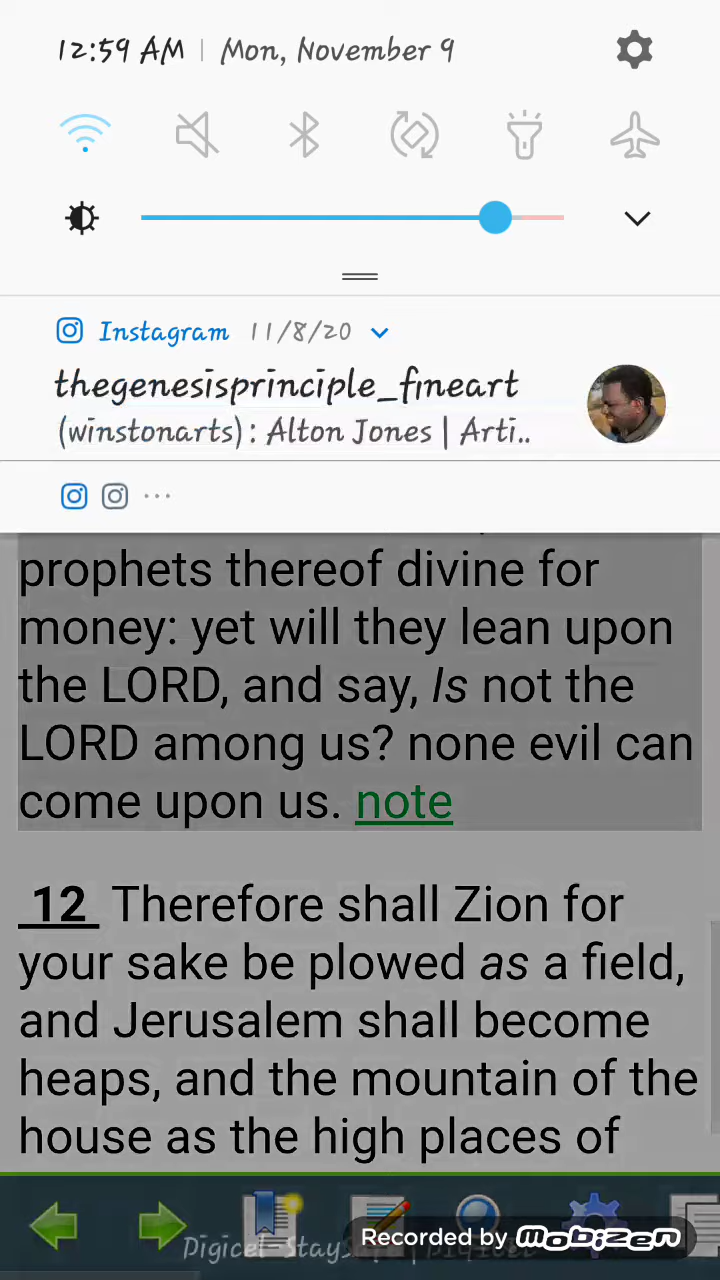 12:59 AM | Mon, November 9
Instagram 11/8/20
thegenesisprinciple_fineart
(winstonarts): Alton Jones | Arti..
prophets thereof divine for
money: yet will they lean upon
the LORD, and say, Is not the
LORD among us? none evil can
come upon us. note
12 Therefore shall Zion for
your sake be plowed as a field,
and Jerusalem shall become
heaps, and the mountain of the
house as the high places of
Digicel-Stay
Recorded by mobizen